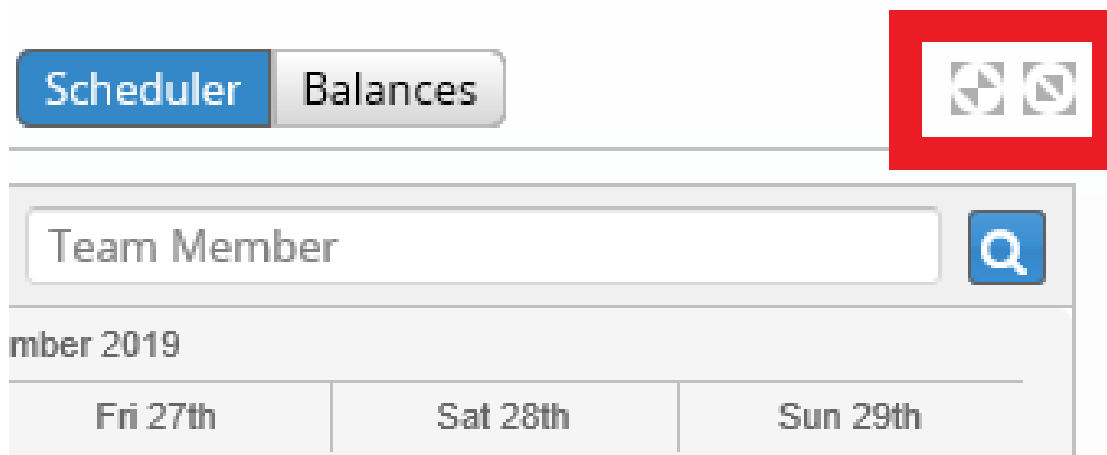 Scheduler Balances
Team Member
mber 2019
Fri 27th Sat 28th Sun 29th